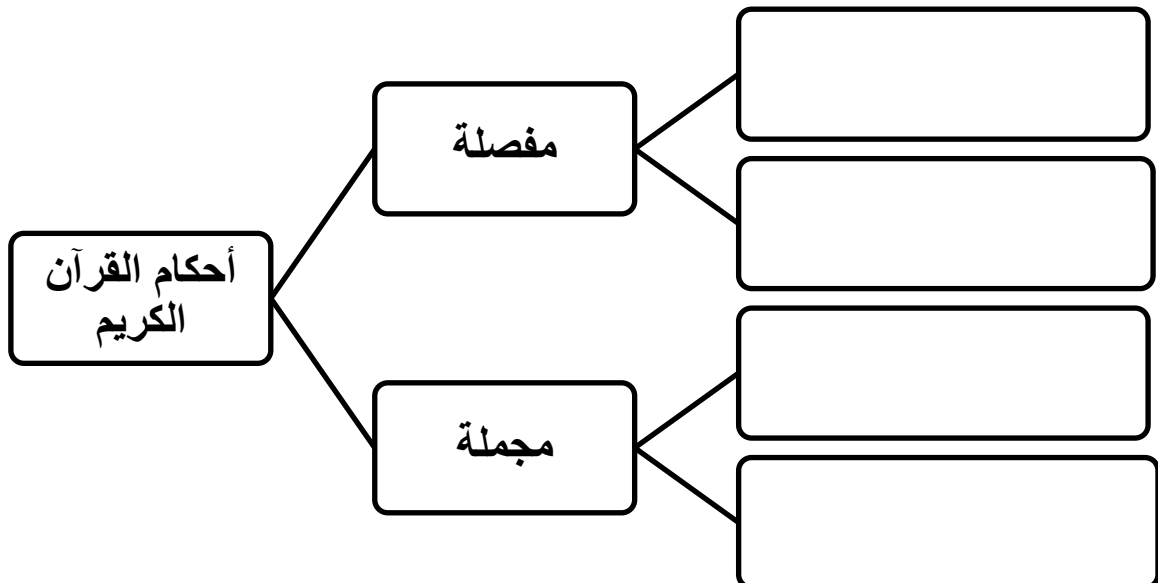 أحكام القرآن
الكريم
مفصلة
مجملة